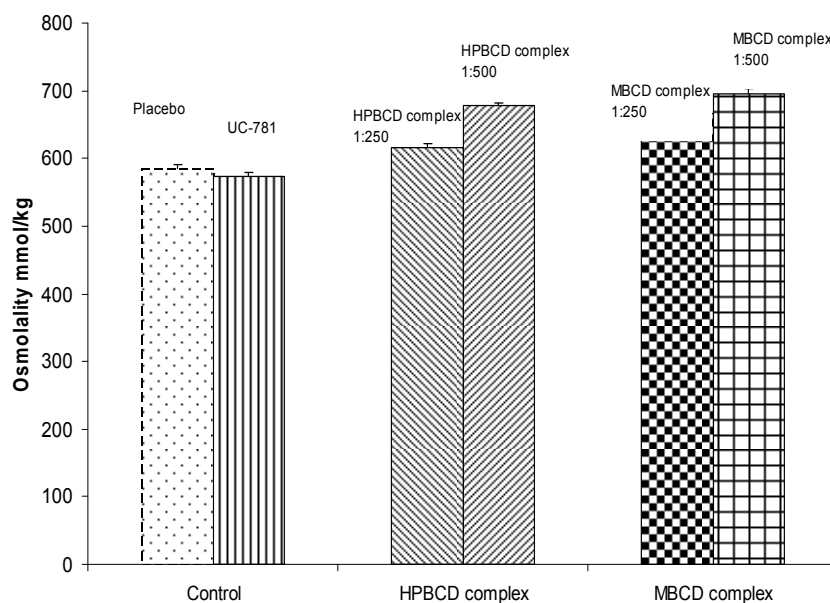 800
700
600
500
400
300
200
100
0
Osmolality mmol/kg
Placebo
UC-781
HPBCD complex
1:250
HPBCD complex
1:500
MBCD complex
1:250
MBCD complex
1:500
Control
HPBCD complex
MBCD complex